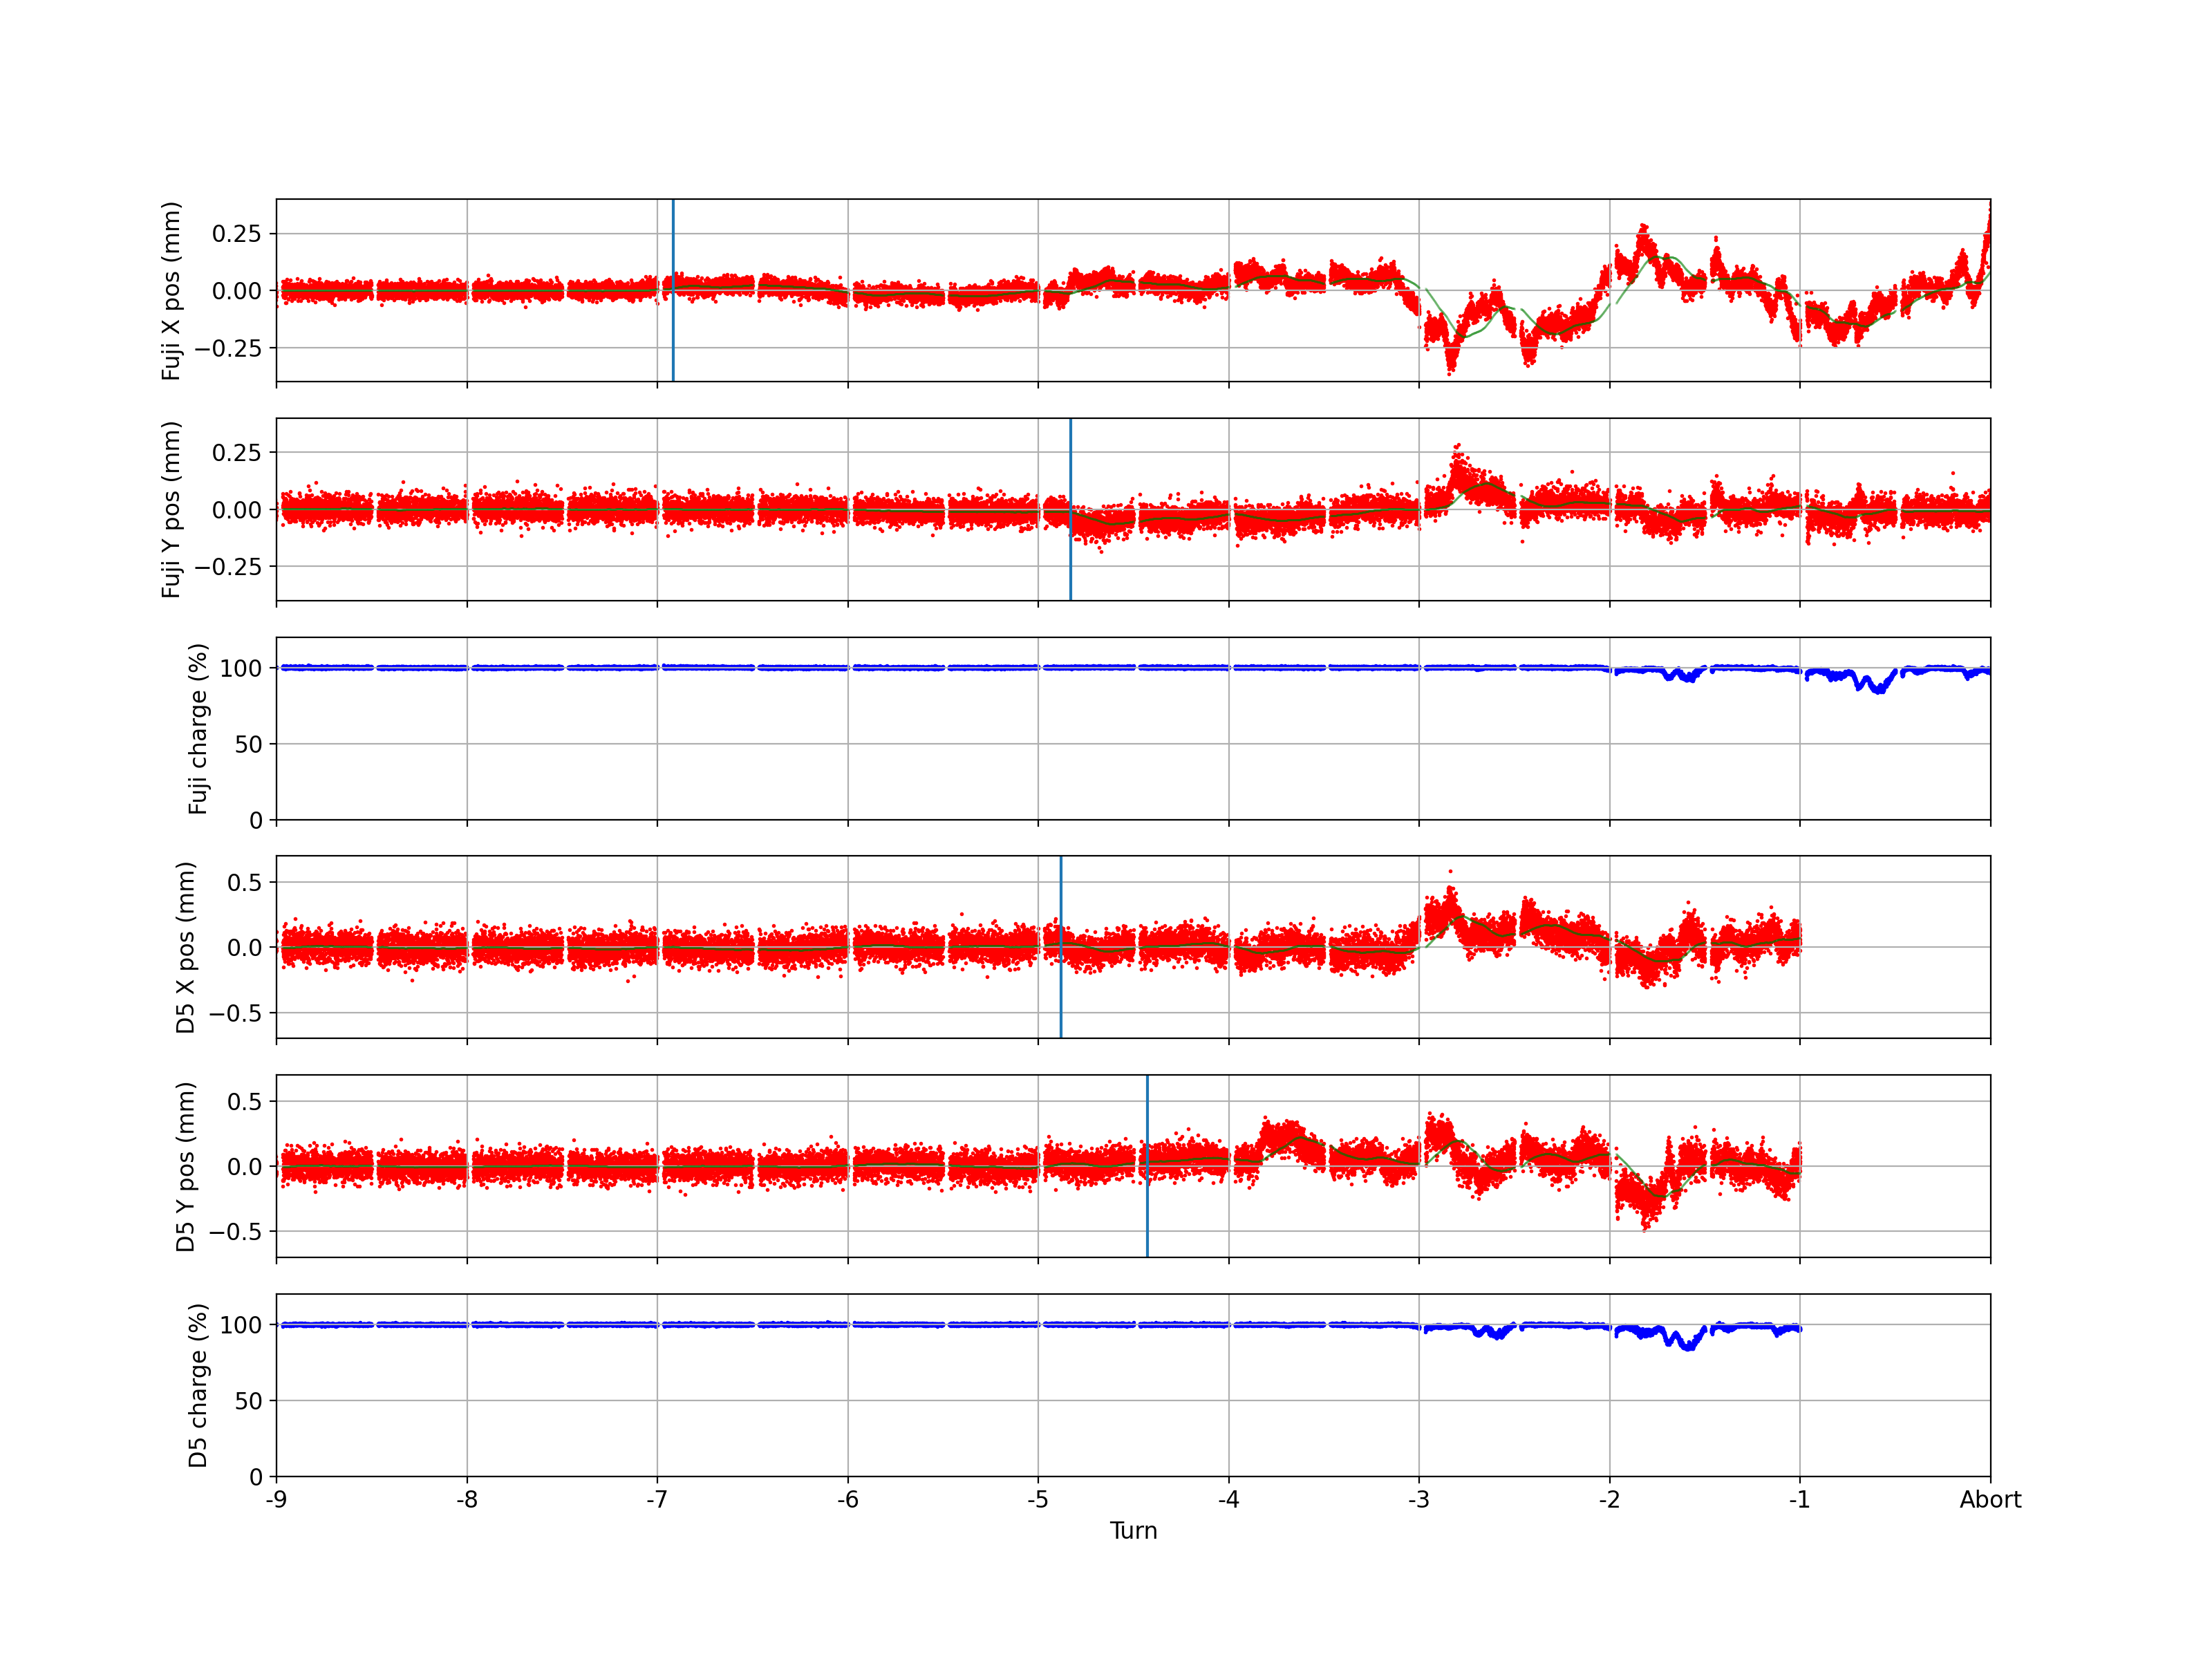 Fuji X pos (mm)
0.25
0.00
−0.25
Fuji Y pos (mm)
0.25
0.00
−0.25
Fuji charge (%)
100
50
0
D5 X pos (mm)
0.5
0.0
−0.5
D5 Y pos (mm)
0.5
0.0
−0.5
D5 charge (%)
100
50
0
-9 -8 -7 -6 -5 -4 -3 -2 -1 Abort
Turn